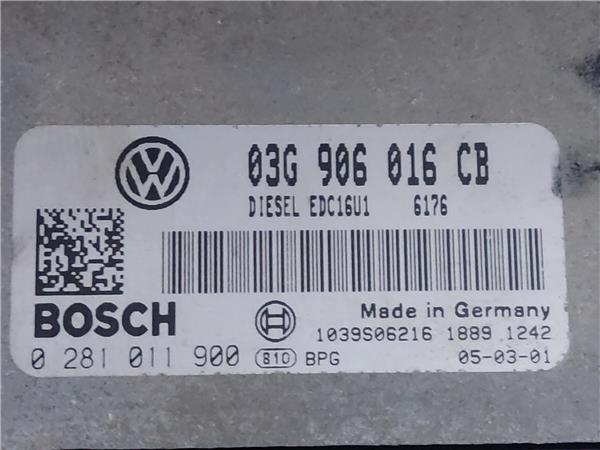 03G 906 016 CB
DIESEL EDC16U1 6176
BOSCH
Made in Germany
1039S06216 1889 1242
0 281 011 900 B10 BPG 05-03-01